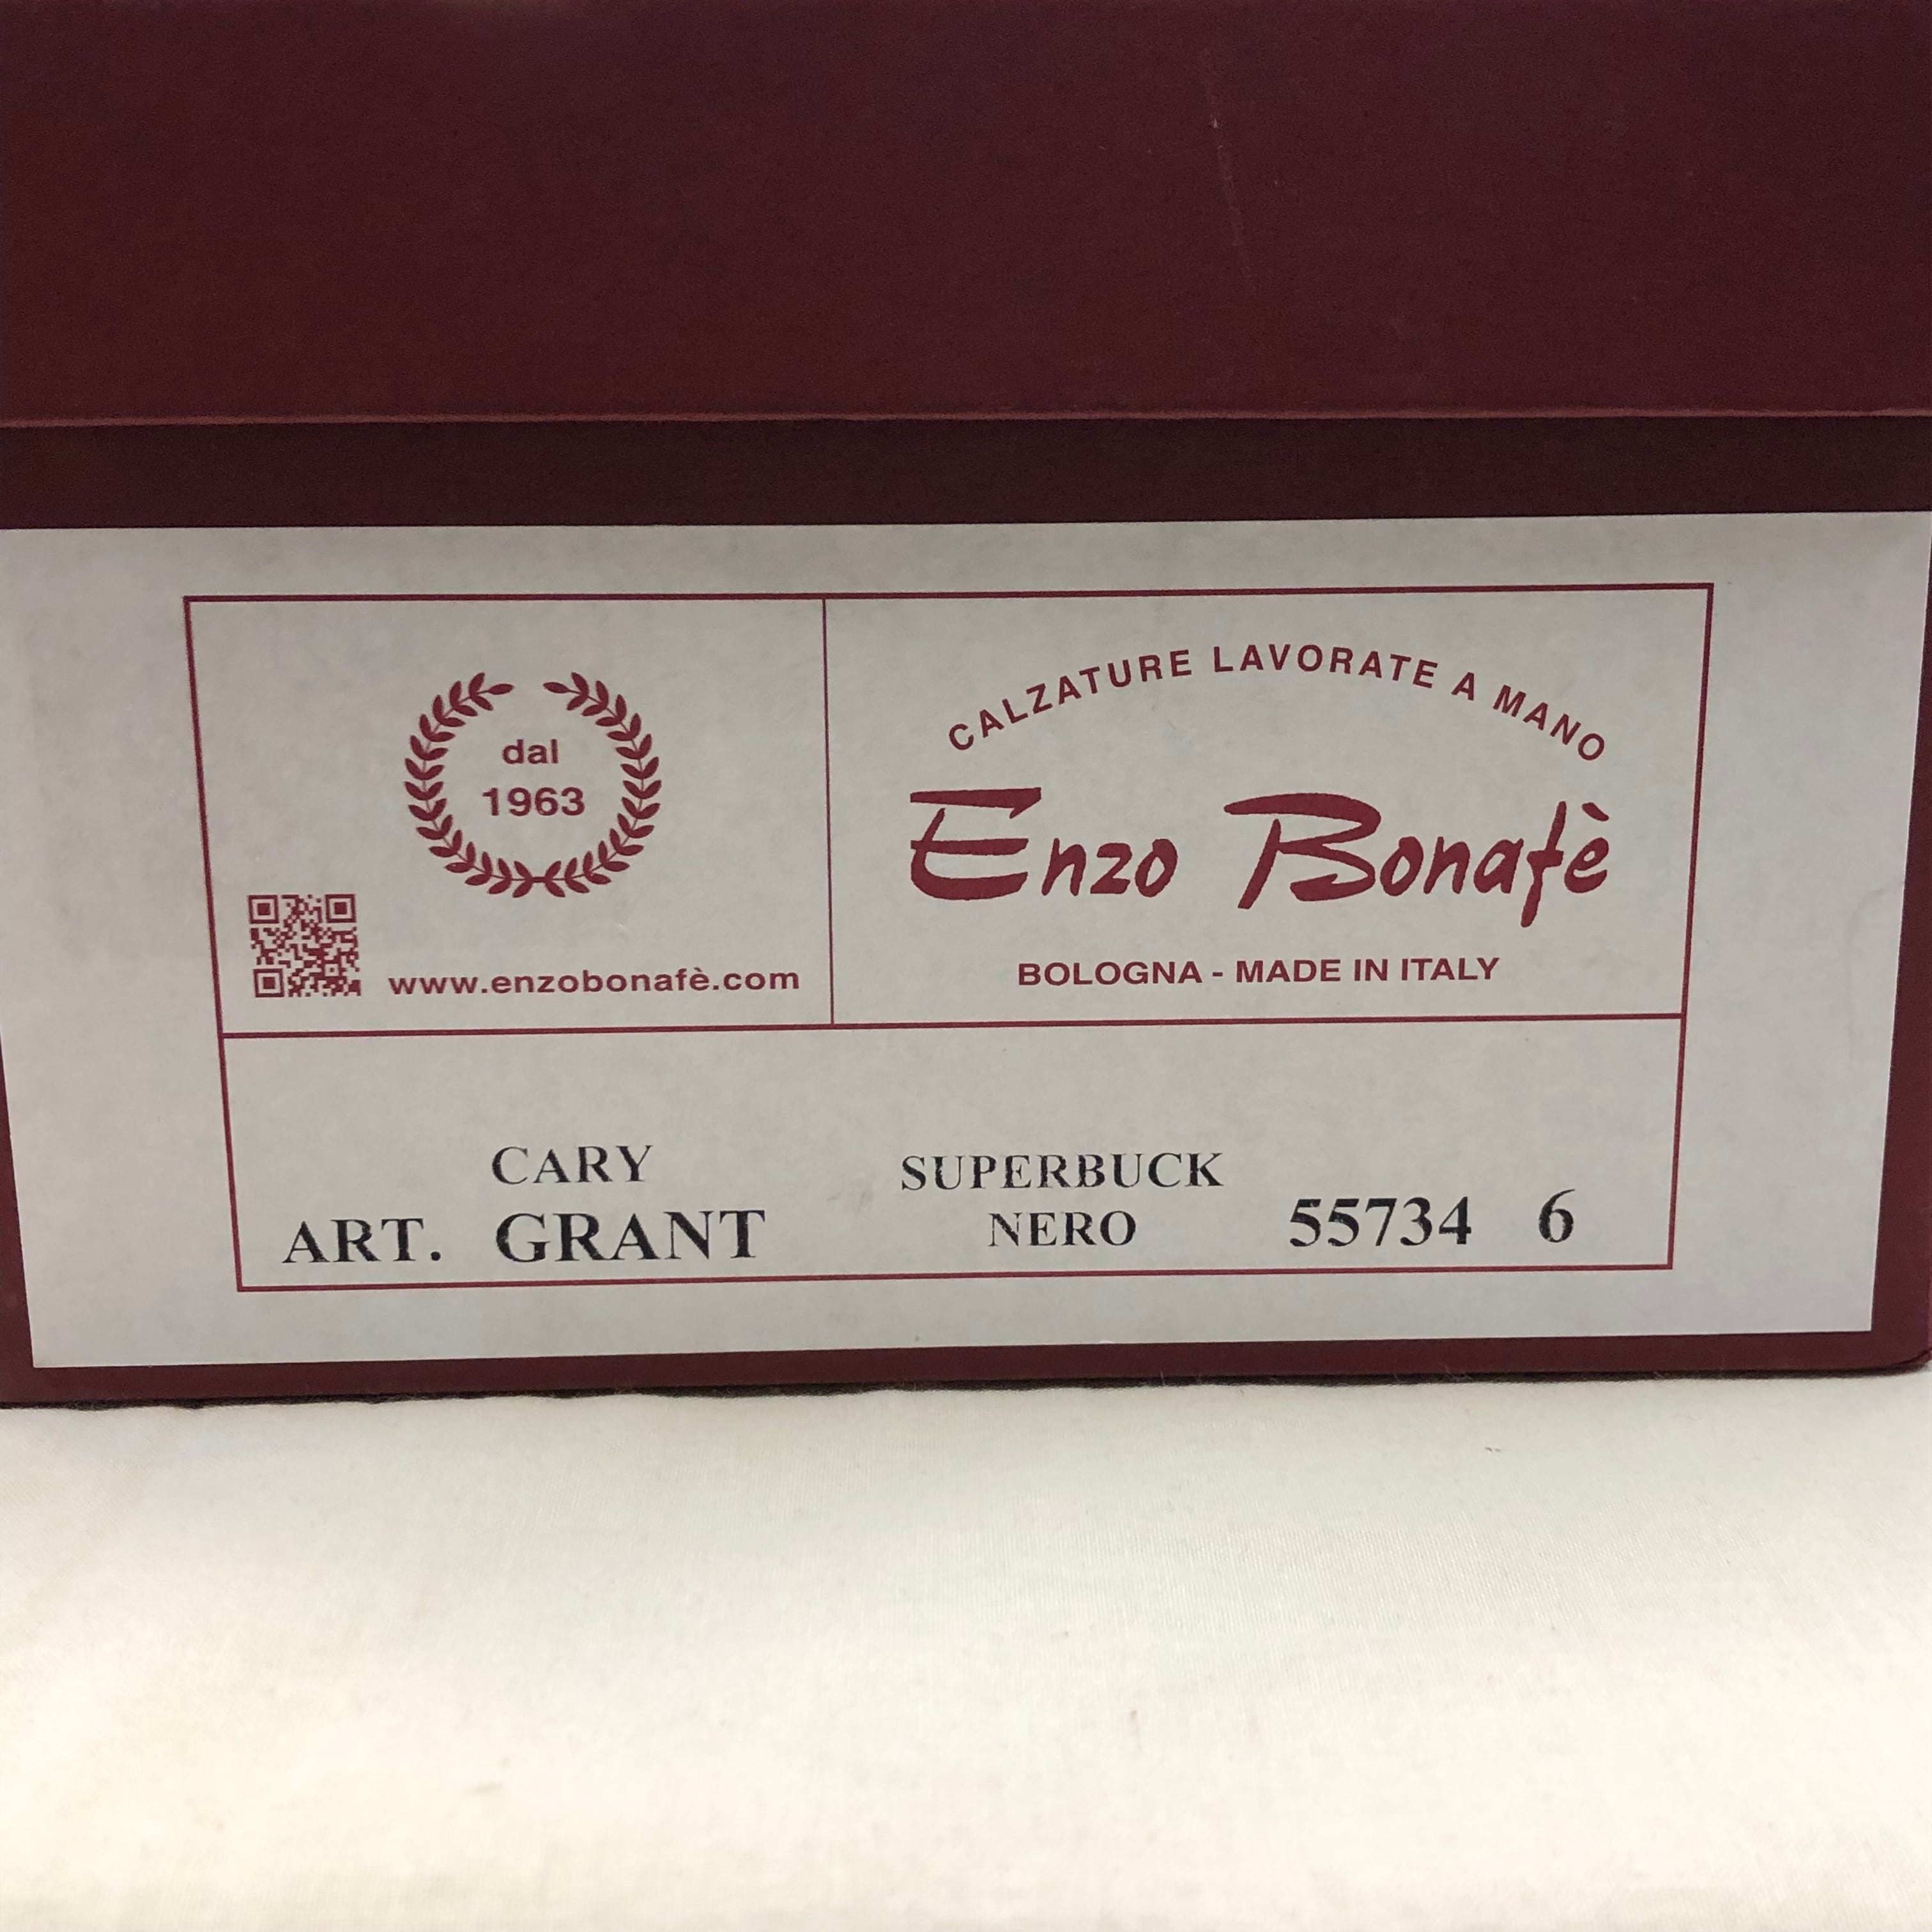 dal
1963
www.enzobonafè.com
CALZATURE LAVORATE A MANO
Enzo Bonafè
BOLOGNA - MADE IN ITALY
CARY
ART. GRANT
SUPERBUCK
NERO
55734 6